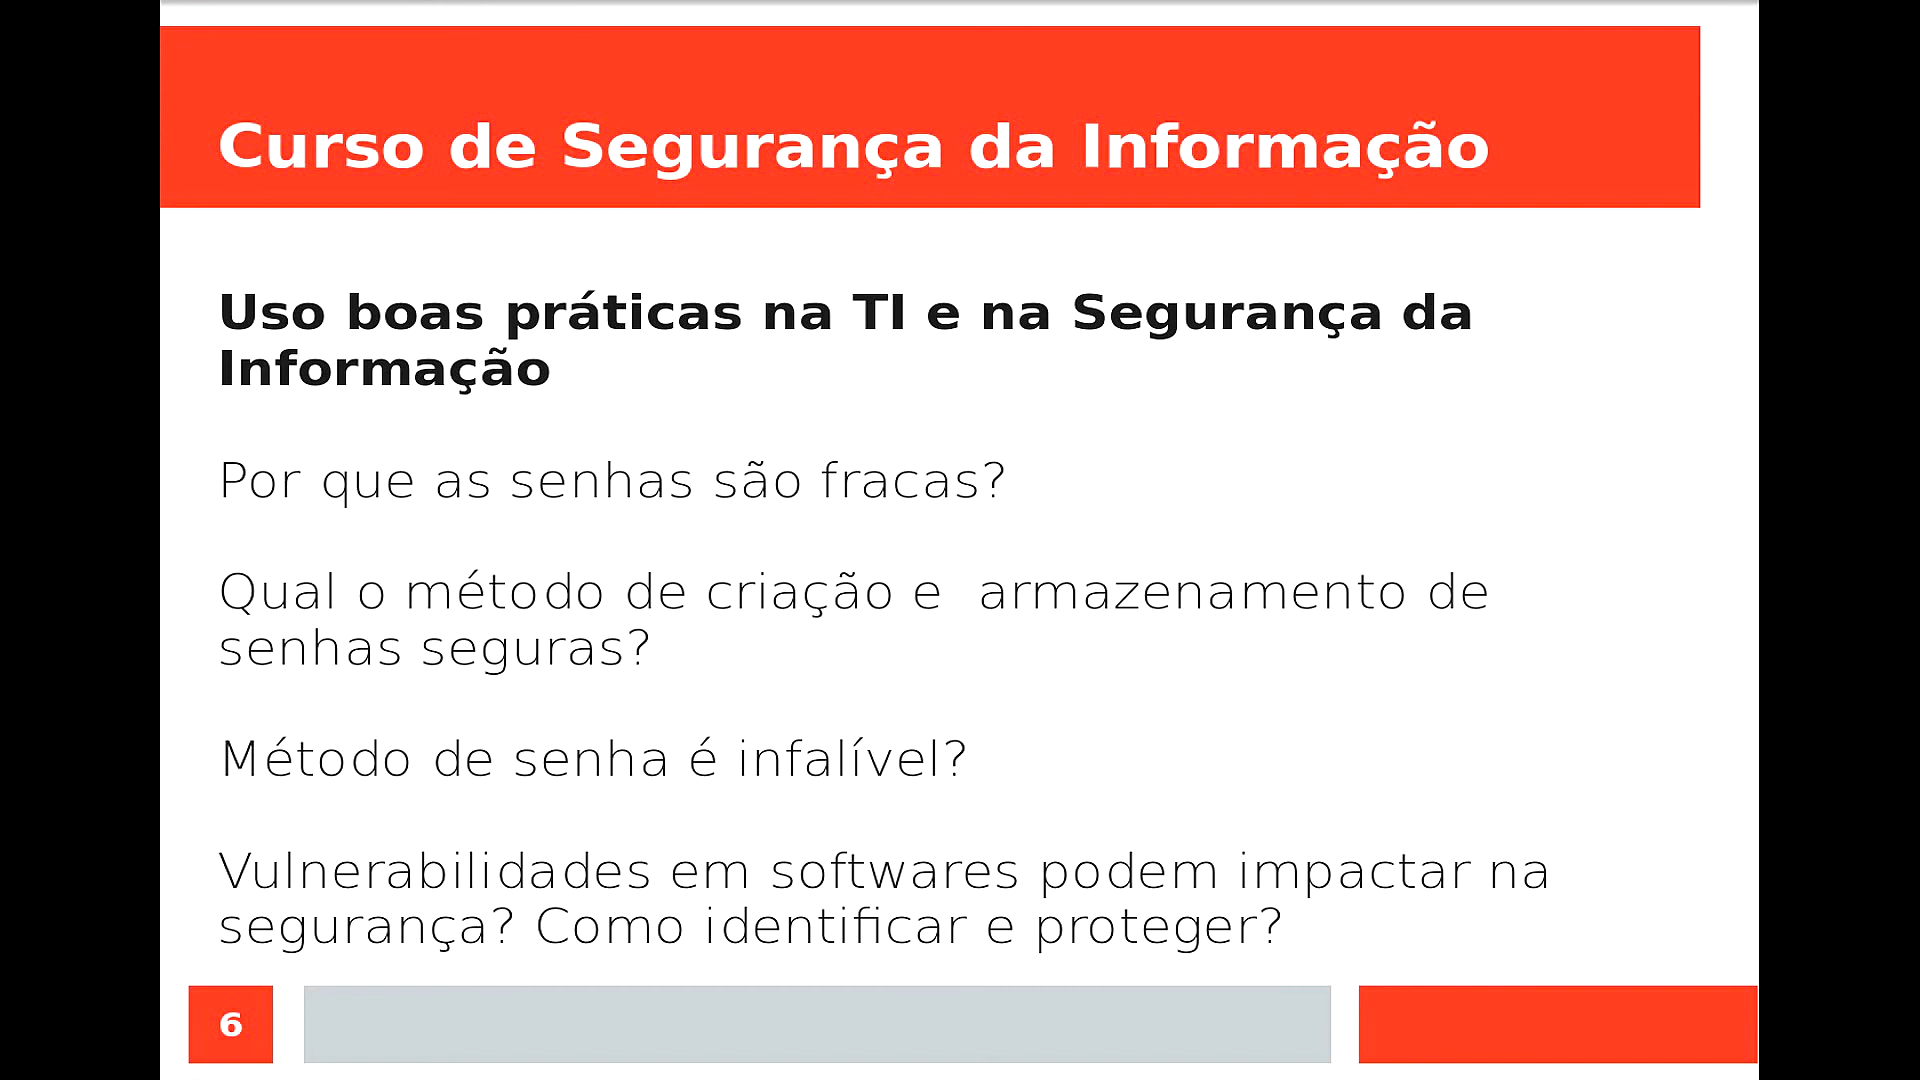 Curso de Segurança da Informação
Uso boas práticas na TI e na Segurança da
Informação
Por que as senhas são fracas?
Qual o método de criação e  armazenamento de
senhas seguras?
Método de senha é infalível?
Vulnerabilidades em softwares podem impactar na
segurança? Como identificar e proteger?
6